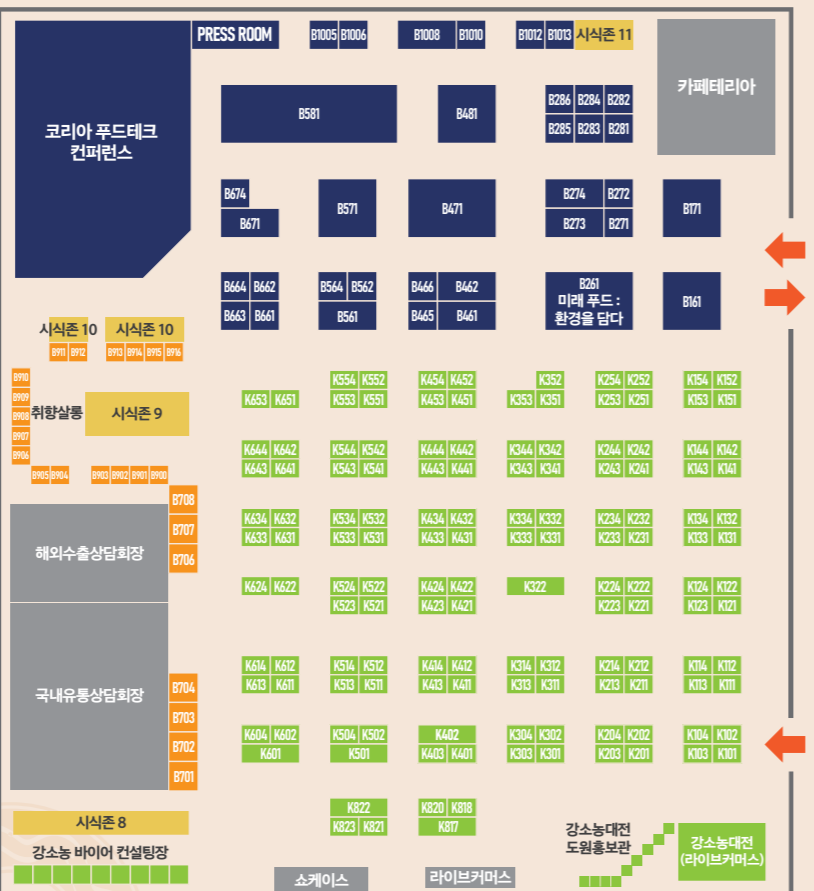 PRESS ROOM
B1005 B1006
B1008 B1010
B1012 B1013
시식존 11
카페테리아
코리아 푸드테크
컨퍼런스
B581
B481
B286 B284 B282
B285 B283 B281
B674
B671
B571
B471
B274 B272
B273 B271
B171
B664 B662
B663 B661
B564 B562
B561
B466 B462
B465 B461
B261
미래 푸드 :
환경을 담다
B161
시식존 10
시식존 10
B911 B912
B913 B914 B915 B916
B910
B909
B908
B907
B906
취향살롱
시식존 9
B905 B904
B903 B902 B901 B900
K554 K552 K454 K452 K352 K254 K252 K154 K152
K653 K651 K553 K551 K453 K451 K353 K351 K253 K251 K153 K151
K644 K642 K544 K542 K444 K442 K344 K342 K244 K242 K144 K142
K643 K641 K543 K541 K443 K441 K343 K341 K243 K241 K143 K141
B708
B707
B706
해외수출상담회장
K634 K632 K534 K532 K434 K432 K334 K332 K234 K232 K134 K132
K633 K631 K533 K531 K433 K431 K333 K331 K233 K231 K133 K131
K624 K622 K524 K522 K424 K422 K322 K224 K222 K124 K122
K523 K521 K423 K421 K223 K221 K123 K121
국내유통상담회장
B704
B703
B702
B701
K614 K612 K514 K512 K414 K412 K314 K312 K214 K212 K114 K112
K613 K611 K513 K511 K413 K411 K313 K311 K213 K211 K113 K111
K604 K602 K504 K502 K402 K304 K302 K204 K202 K104 K102
K601 K501 K403 K401 K303 K301 K203 K201 K103 K101
K822 K820 K818
K823 K821 K817
시식존 8
강소농 바이어 컨설팅장
쇼케이스
라이브커머스
강소농대전
도원홍보관
강소농대전
(라이브커머스)